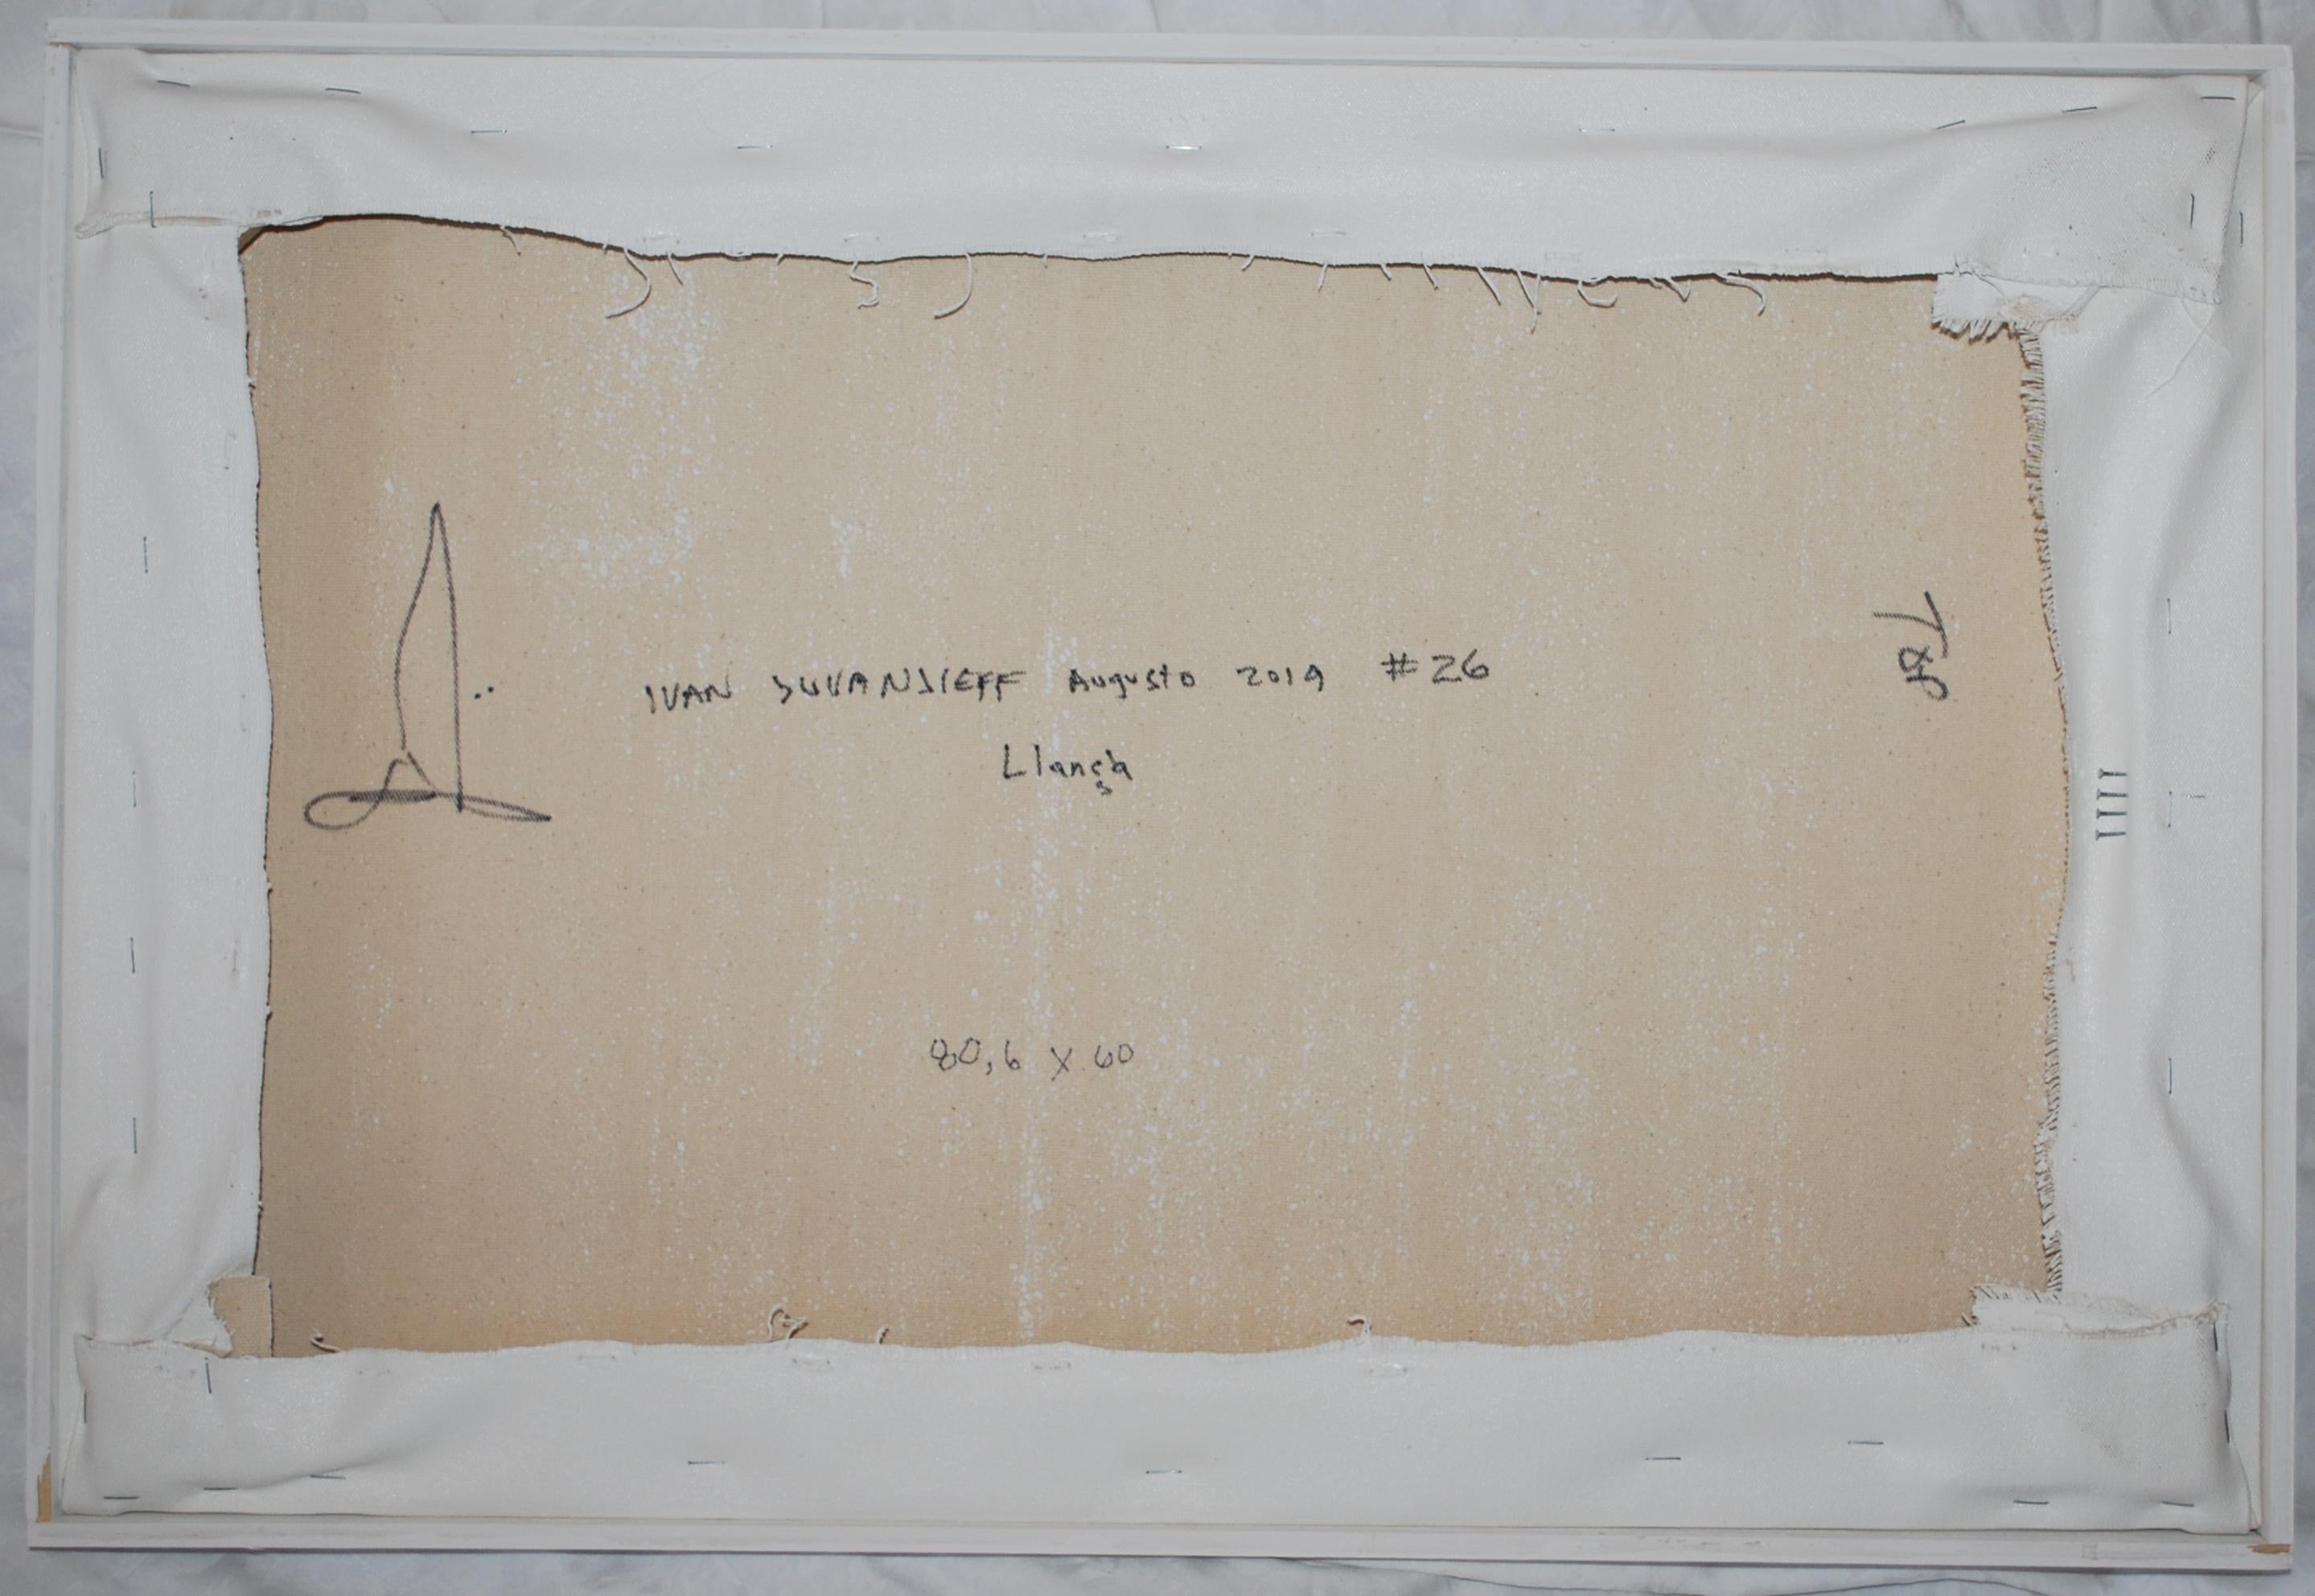 IVAN SUVANJIEFF Augusto 2019 #26
Llançà
80,6 x 60
Top